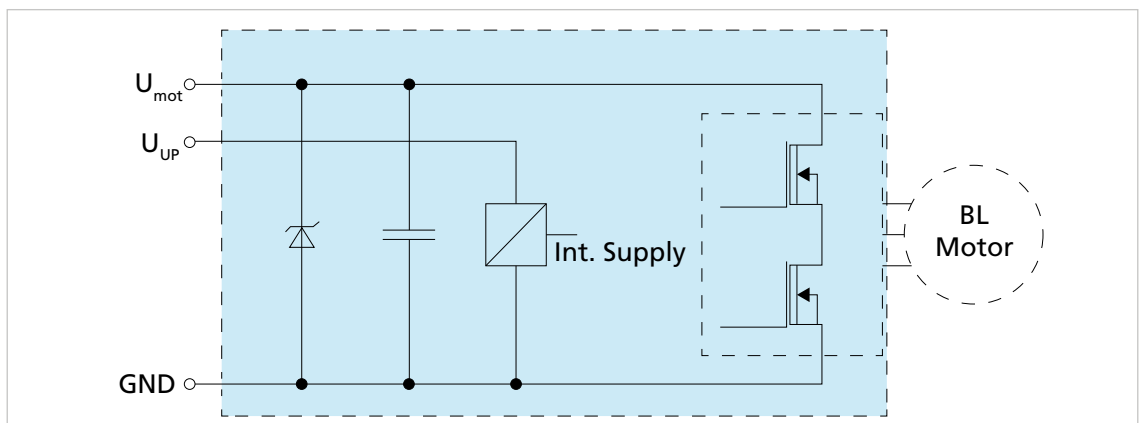 U_mot
U_UP
BL
Motor
Int. Supply
GND